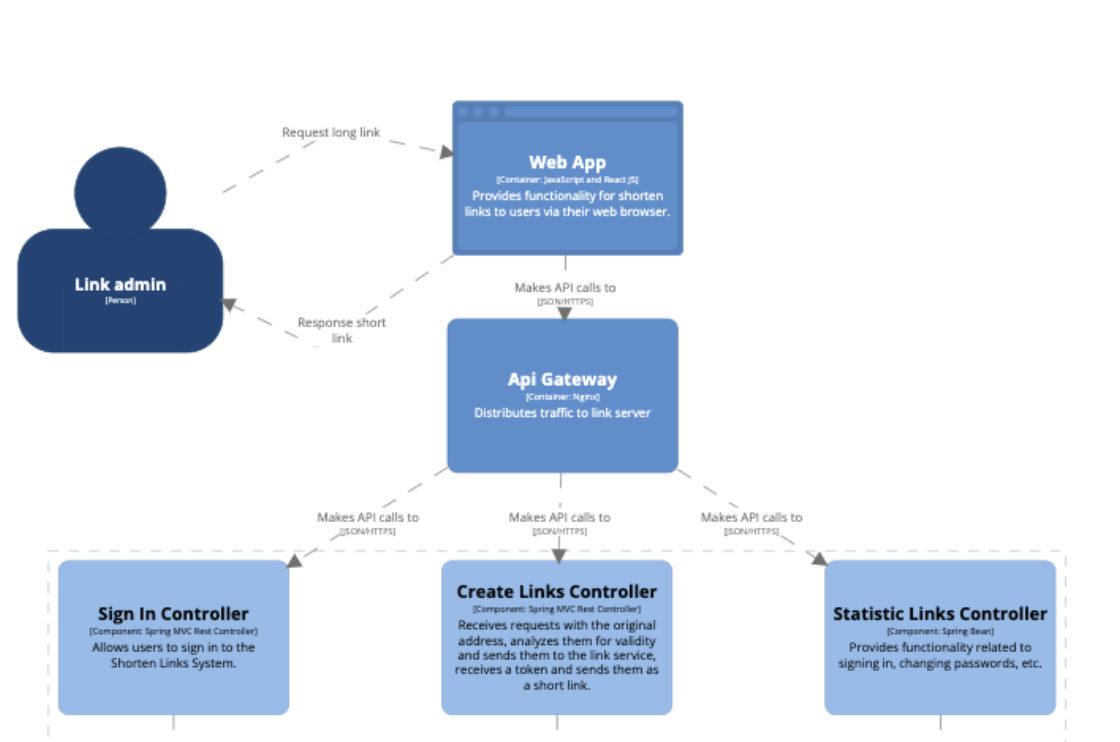 Request long link
Web App
[Container: JavaScript and React JS]
Provides functionality for shorten
links to users via their web browser.
Link admin
[Person]
Makes API calls to
[JSON/HTTPS]
Response short
link
Api Gateway
[Container: Nginx]
Distributes traffic to link server
Makes API calls to
[JSON/HTTPS]
Makes API calls to
[JSON/HTTPS]
Makes API calls to
[JSON/HTTPS]
Sign In Controller
[Component: Spring MVC Rest Controller]
Allows users to sign in to the
Shorten Links System.
Create Links Controller
[Component: Spring MVC Rest Controller]
Receives requests with the original
address, analyzes them for validity
and sends them to the link service,
receives a token and sends them as
a short link.
Statistic Links Controller
[Component: Spring Bean]
Provides functionality related to
signing in, changing passwords, etc.